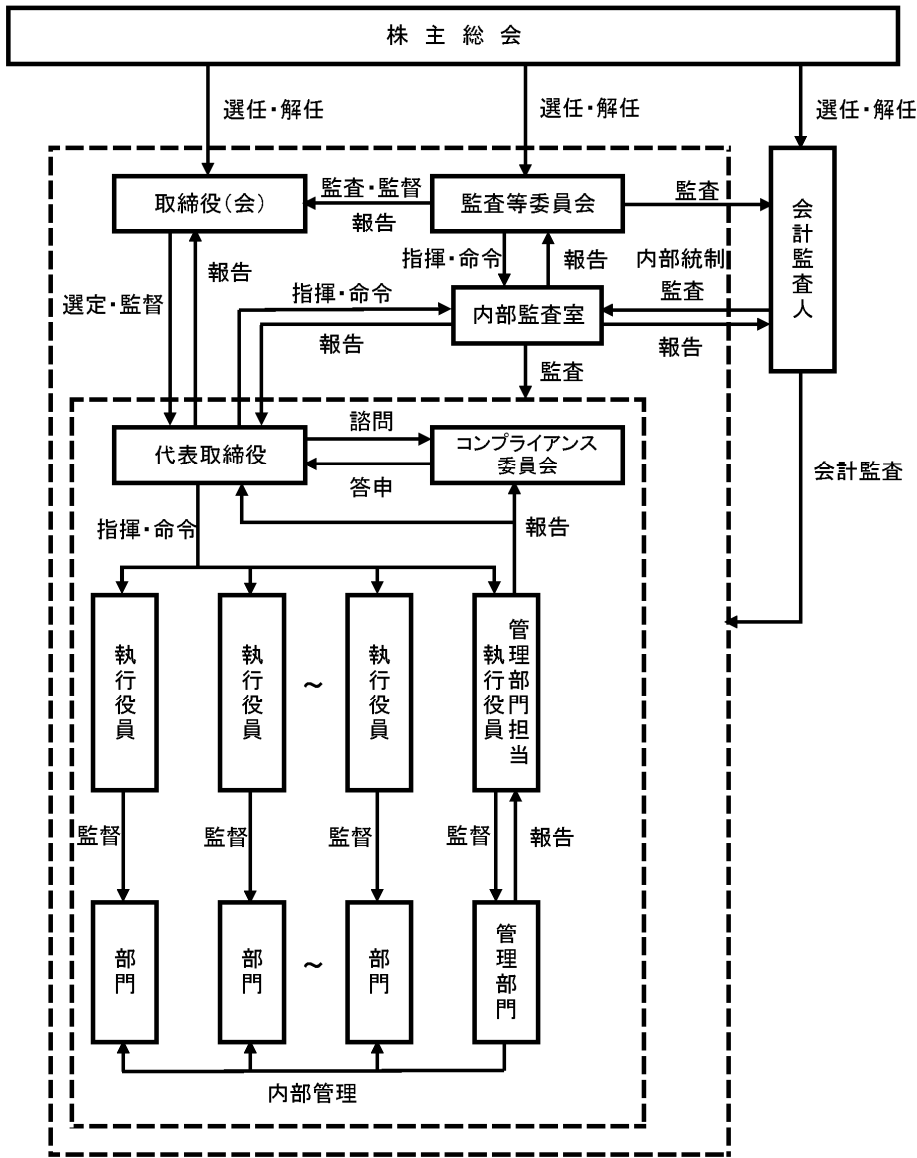 株 主 総 会
選任・解任
選任・解任
選任・解任
取締役(会)
監査・監督
報告
監査等委員会
監査
会計監査人
指揮・命令
報告
内部統制
監査
選定・監督
報告
指揮・命令
報告
内部監査室
報告
監査
代表取締役
諮問
答申
コンプライアンス
委員会
会計監査
指揮・命令
報告
執行役員
執行役員
~
執行役員
管理部門担当
執行役員
監督
監督
監督
監督
報告
部門
部門
~
部門
管理部門
内部管理